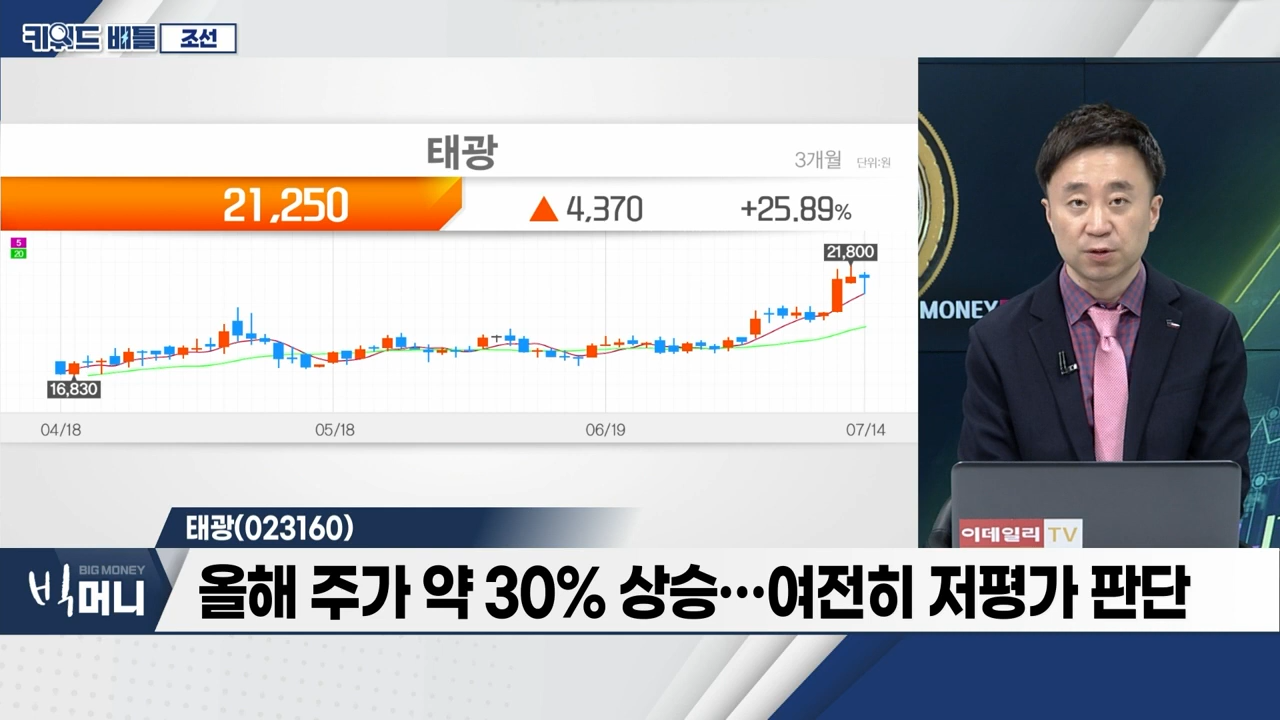 키워드 배틀 조선
태광
3개월 단위:원
21,250 ▲ 4,370 +25.89%
5
20
21,800
16,830
04/18 05/18 06/19 07/14
MONEY
이데일리 TV
태광(023160)
BIG MONEY
빅머니
올해 주가 약 30% 상승…여전히 저평가 판단